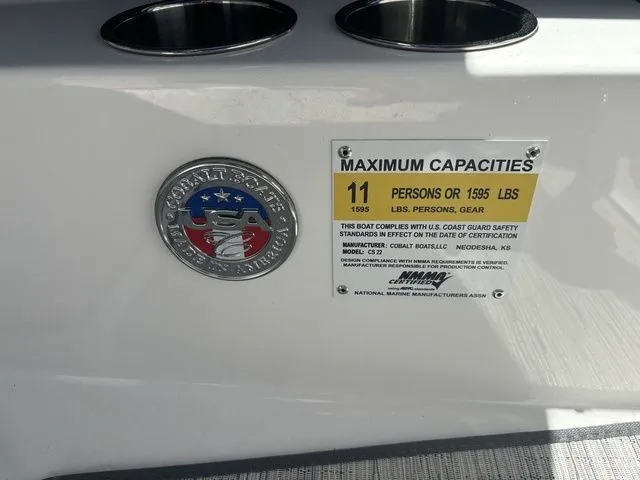 COBALT BOATS
USA
MADE IN AMERICA
MAXIMUM CAPACITIES
11 PERSONS OR 1595 LBS
1595 LBS. PERSONS, GEAR
THIS BOAT COMPLIES WITH U.S. COAST GUARD SAFETY
STANDARDS IN EFFECT ON THE DATE OF CERTIFICATION
MANUFACTURER: COBALT BOATS,LLC NEODESHA, KS
MODEL: CS 22
DESIGN COMPLIANCE WITH NMMA REQUIREMENTS IS VERIFIED.
MANUFACTURER RESPONSIBLE FOR PRODUCTION CONTROL.
NMMA
CERTIFIED
using ABYC standards
NATIONAL MARINE MANUFACTURERS ASSN